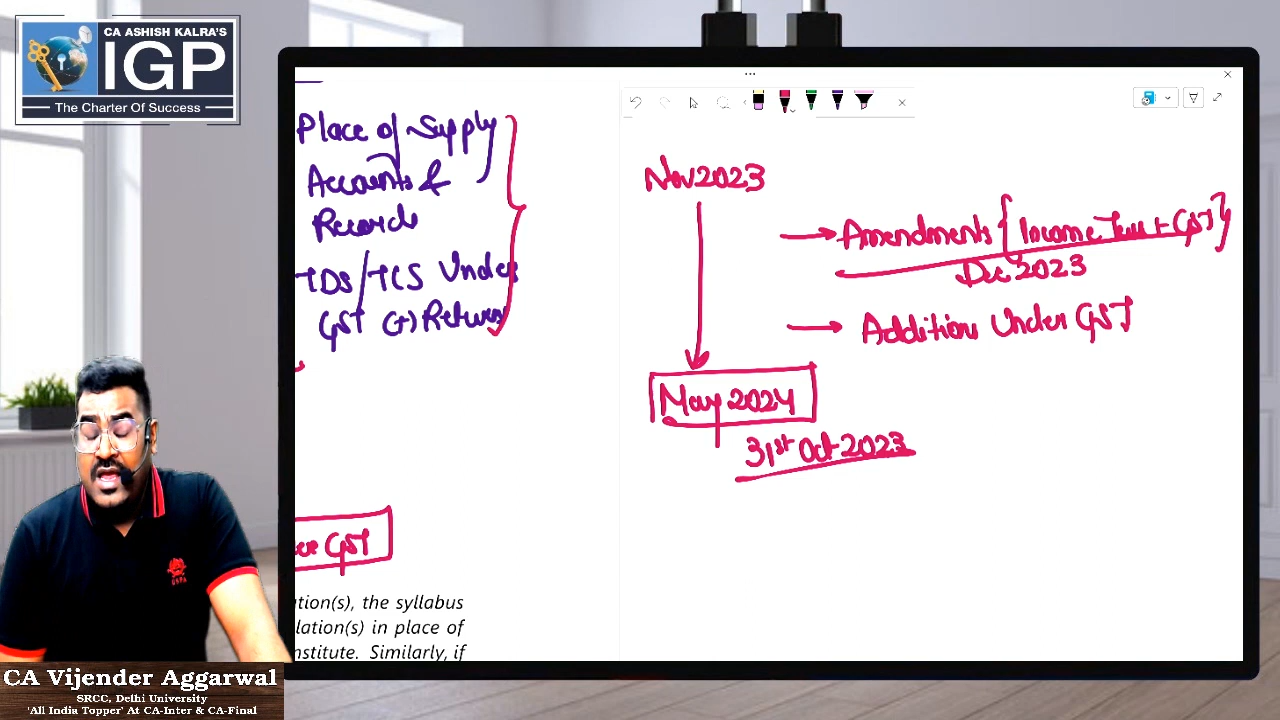 CA ASHISH KALRA'S
IGP
The Charter Of Success
Place of Supply
Accounts &
Records
TDS/TCS Under
GST (+) Return
GST
ation(s), the syllabus
lation(s) in place of
nstitute. Similarly, if
Nov 2023
→ Amendments { Income Tax + GST }
Dec 2023
→ Addition Under GST
May 2024
31st Oct 2023
CA Vijender Aggarwal
SRCC, Delhi University
'All India Topper' At CA-Inter & CA-Final